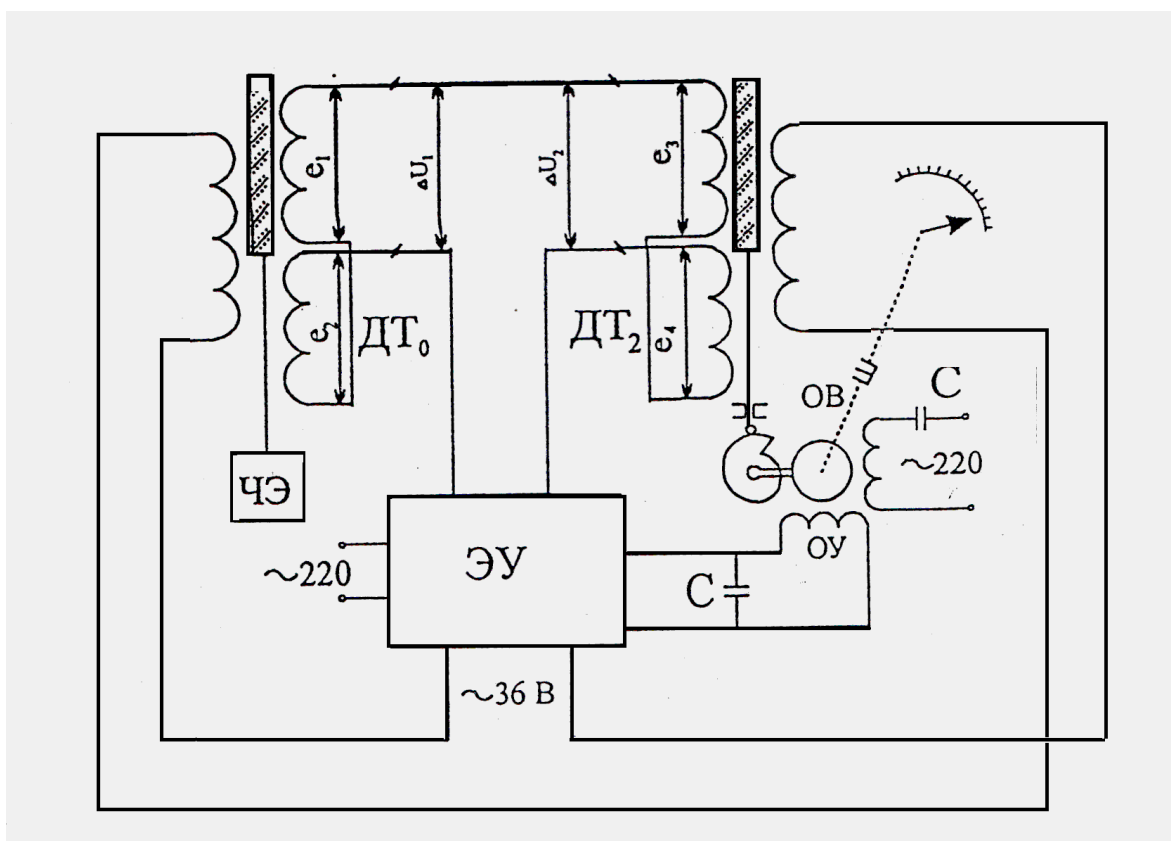 e₁
ΔU₁
ΔU₂
e₃
e₂
ДТ₀
ДТ₂
e₄
ОВ
С
~220
ЧЭ
ЭУ
ОУ
~220
С
~36 В